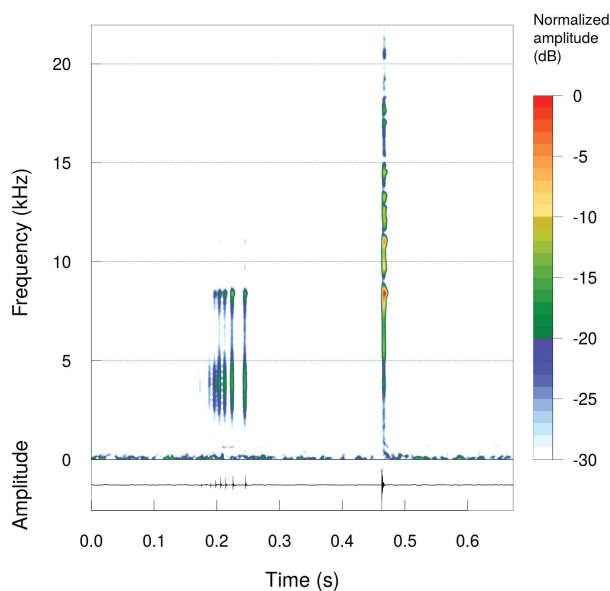 Normalized
amplitude
(dB)
Frequency (kHz)
20
15
10
5
0
0
-5
-10
-15
-20
-25
-30
Amplitude
0.0 0.1 0.2 0.3 0.4 0.5 0.6
Time (s)